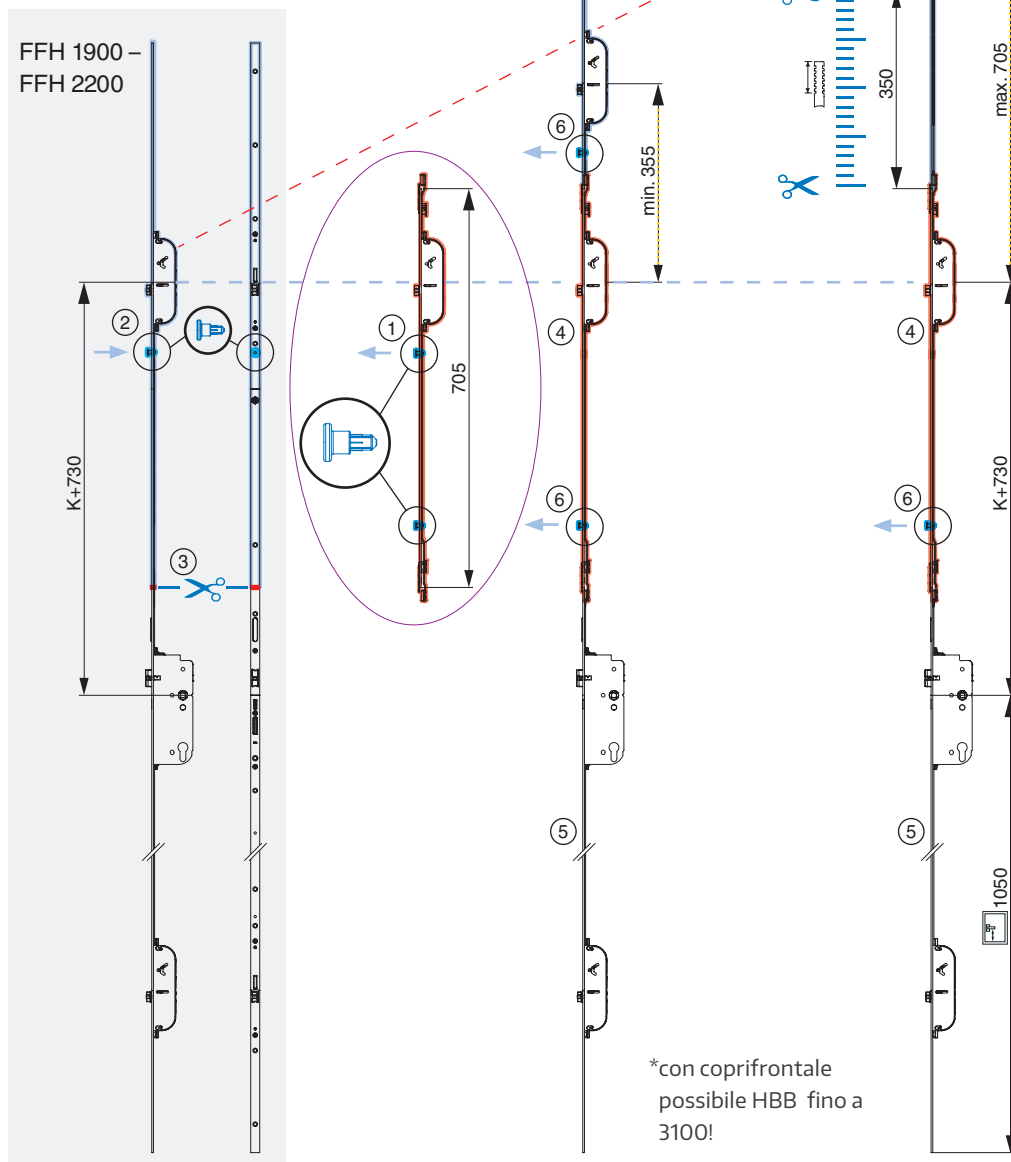 FFH 1900 –
FFH 2200
6
min. 355
350
max. 705
2
1
705
4
4
K+730
K+730
6
6
3
5
5
1050
*con coprifrontale
possibile HBB fino a
3100!